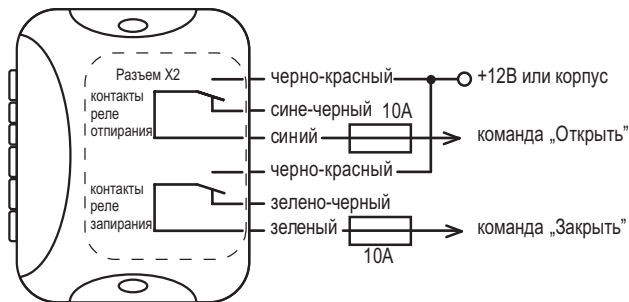 Разъем X2
контакты
реле
отпирания
черно-красный
+12В или корпус
сине-черный
10А
синий
команда „Открыть”
черно-красный
контакты
реле
запирания
зелено-черный
зеленый
команда „Закрыть”
10А